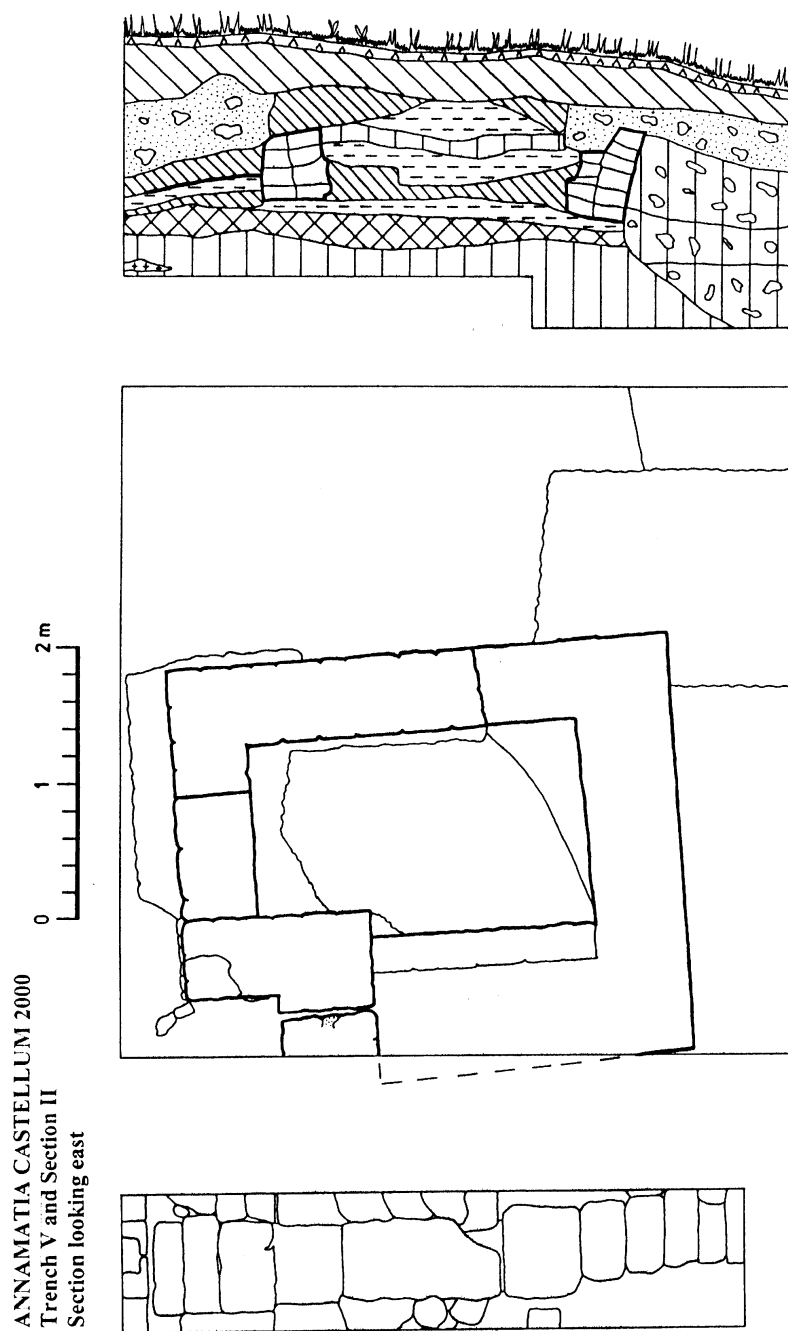 ANNAMATIA CASTELLUM 2000
Trench V and Section II
Section looking east
0 1 2 m